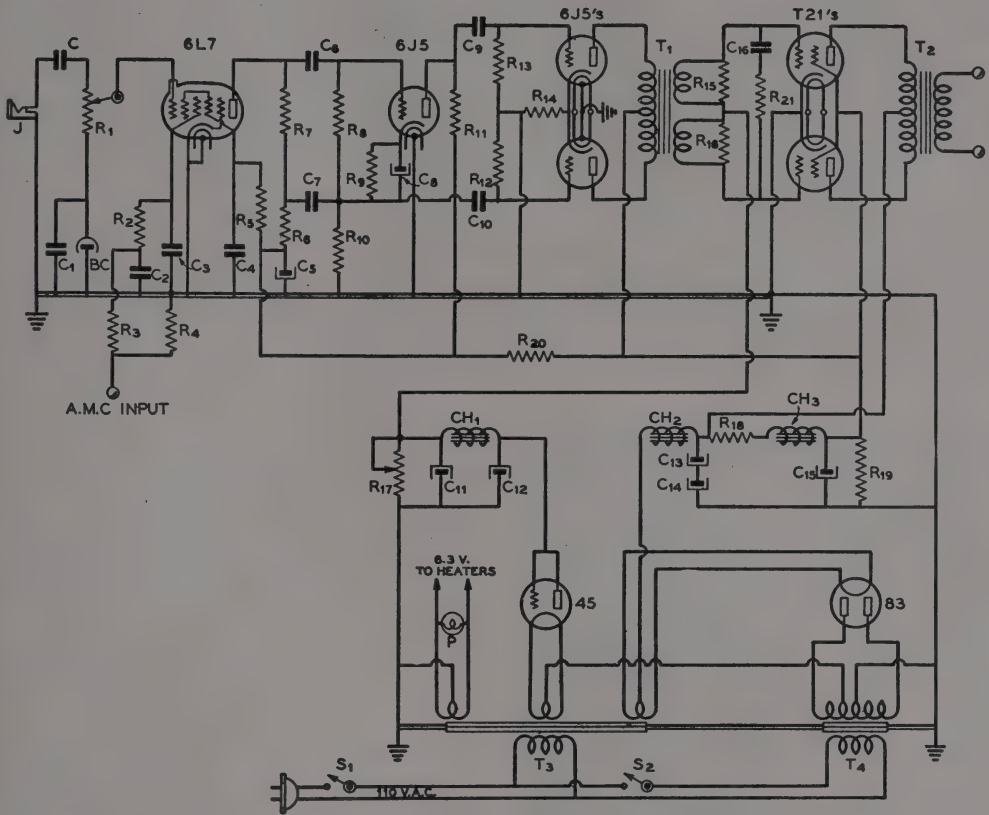 6L7
6J5
6J5'S
T21'S
C
C6
C9
T1
C16
T2
R13
R15
J
R1
R7
R8
R11
R14
R21
R16
R9
C8
R12
C7
R2
R5
R6
R10
C10
C1
BC
C2
C3
C4
C5
R3
R4
R20
A.M.C INPUT
CH1
CH2
CH3
R18
C13
C14
C15
R19
R17
C11
C12
6.3 V.
TO HEATERS
P
45
83
S1
T3
S2
T4
110 V.A.C.